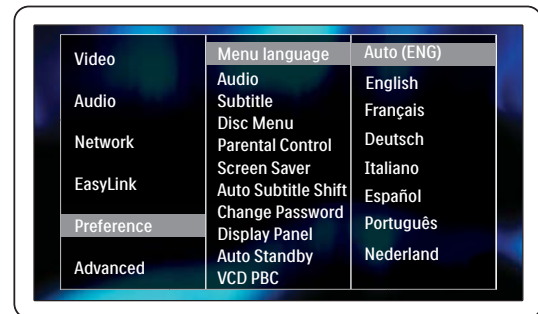 Video
Audio
Network
EasyLink
Preference
Advanced
Menu language
Audio
Subtitle
Disc Menu
Parental Control
Screen Saver
Auto Subtitle Shift
Change Password
Display Panel
Auto Standby
VCD PBC
Auto (ENG)
English
Français
Deutsch
Italiano
Español
Português
Nederland